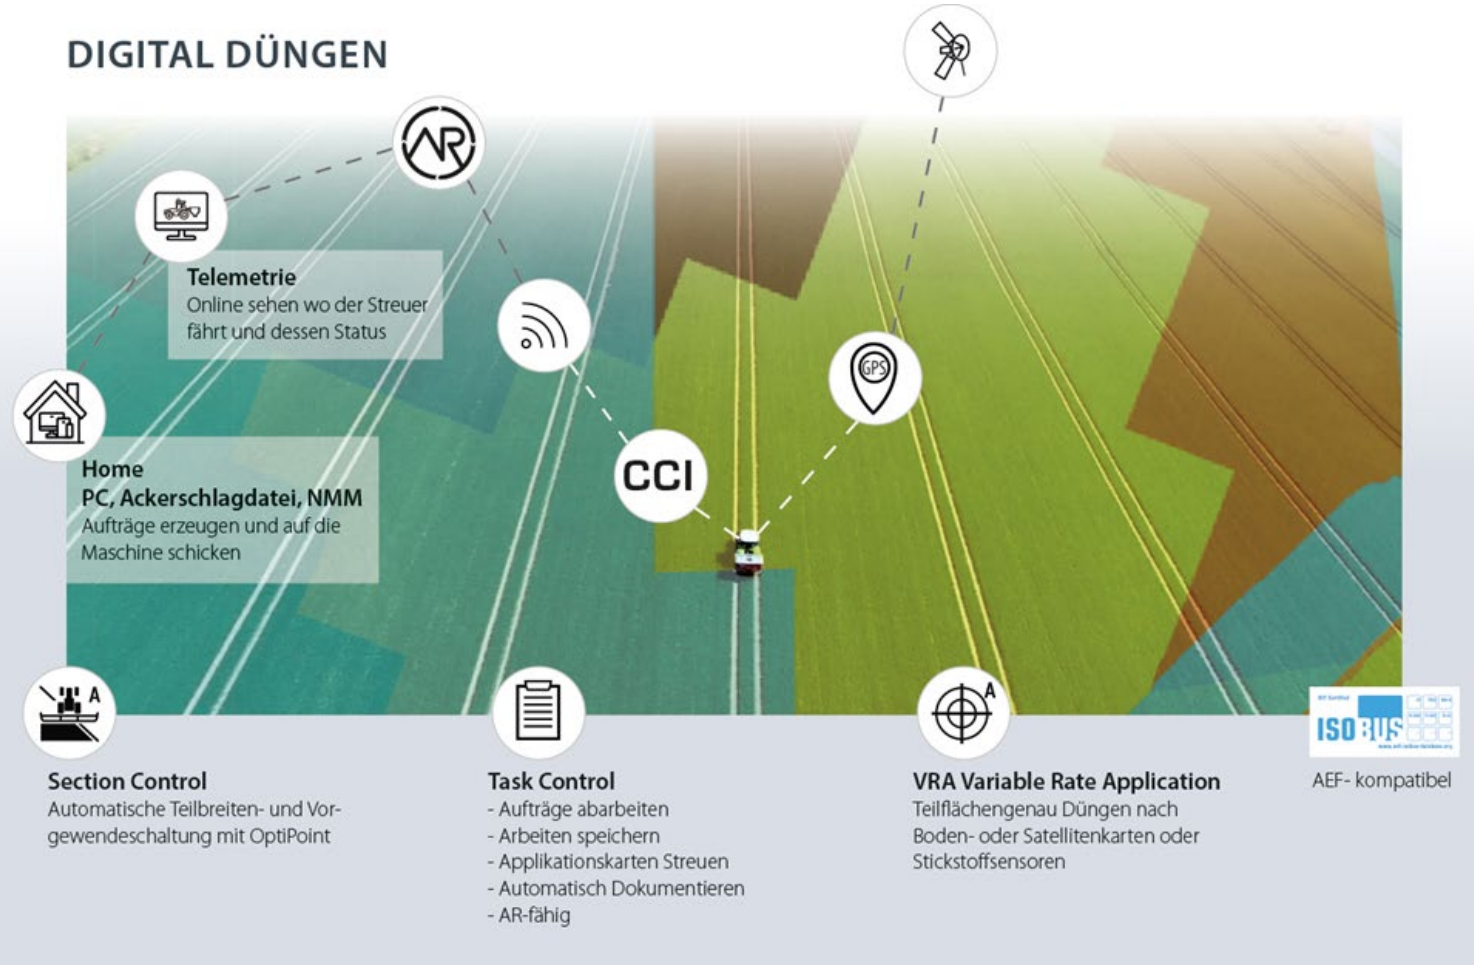 DIGITAL DÜNGEN
AR
Telemetrie
Online sehen wo der Streuer
fährt und dessen Status
GPS
CCI
Home
PC, Ackerschlagdatei, NMM
Aufträge erzeugen und auf die
Maschine schicken
A
Section Control
Automatische Teilbreiten- und Vor-
gewendeschaltung mit OptiPoint
Task Control
- Aufträge abarbeiten
- Arbeiten speichern
- Applikationskarten Streuen
- Automatisch Dokumentieren
- AR-fähig
A
VRA Variable Rate Application
Teilflächengenau Düngen nach
Boden- oder Satellitenkarten oder
Stickstoffsensoren
ISOBUS
AEF- kompatibel